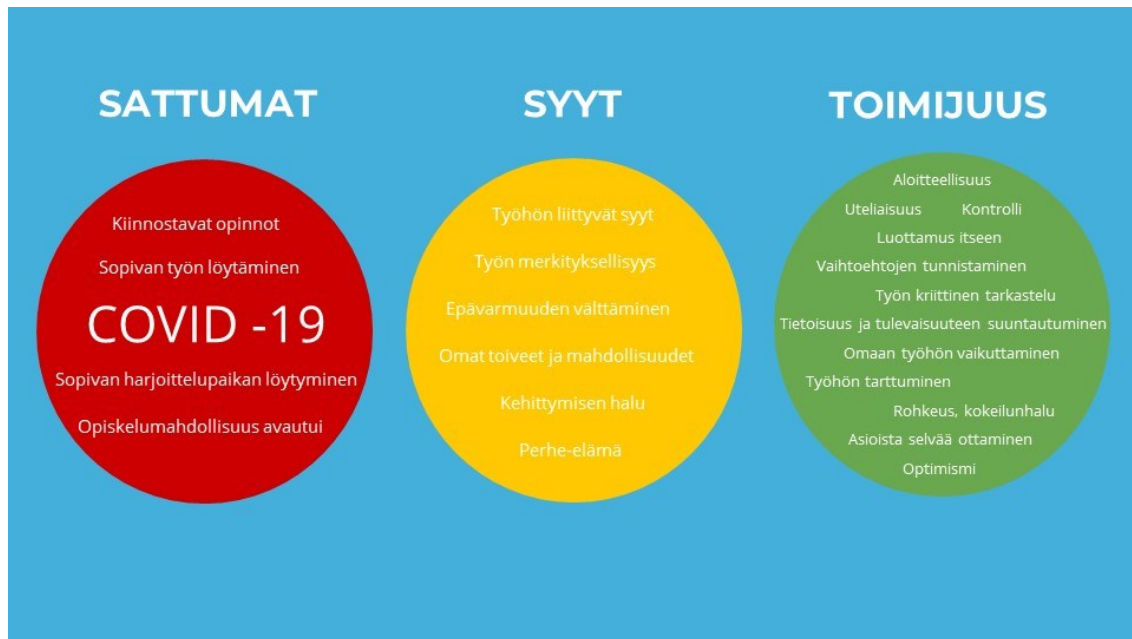 SATTUMAT
Kiinnostavat opinnot
Sopivan työn löytäminen
COVID -19
Sopivan harjoittelupaikan löytyminen
Opiskelumahdollisuus avautui
SYYT
Työhön liittyvät syyt
Työn merkityksellisyys
Epävarmuuden välttäminen
Omat toiveet ja mahdollisuudet
Kehittymisen halu
Perhe-elämä
TOIMIJUUS
Aloitteellisuus
Uteliaisuus Kontrolli
Luottamus itseen
Vaihtoehtojen tunnistaminen
Työn kriittinen tarkastelu
Tietoisuus ja tulevaisuuteen suuntautuminen
Omaan työhön vaikuttaminen
Työhön tarttuminen
Rohkeus, kokeilunhalu
Asioista selvää ottaminen
Optimismi